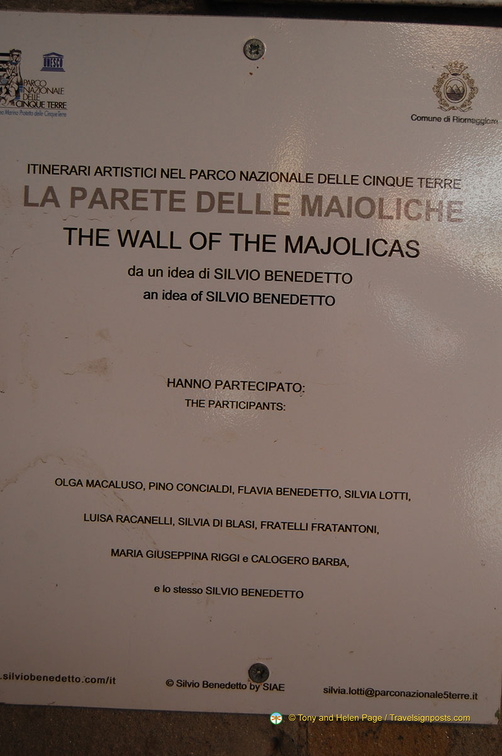 UNESCO
PARCO
NAZIONALE
DELLE
CINQUE TERRE
Comune di Riomaggiore
ITINERARI ARTISTICI NEL PARCO NAZIONALE DELLE CINQUE TERRE
LA PARETE DELLE MAIOLICHE
THE WALL OF THE MAJOLICAS
da un idea di SILVIO BENEDETTO
an idea of SILVIO BENEDETTO
HANNO PARTECIPATO:
THE PARTICIPANTS:
OLGA MACALUSO, PINO CONCIALDI, FLAVIA BENEDETTO, SILVIA LOTTI,
LUISA RACANELLI, SILVIA DI BLASI, FRATELLI FRATANTONI,
MARIA GIUSEPPINA RIGGI e CALOGERO BARBA,
e lo stesso SILVIO BENEDETTO
.silviobenedetto.com/it © Silvio Benedetto by SIAE silvia.lotti@parconazionale5terre.it
© Tony and Helen Page / Travelsignposts.com